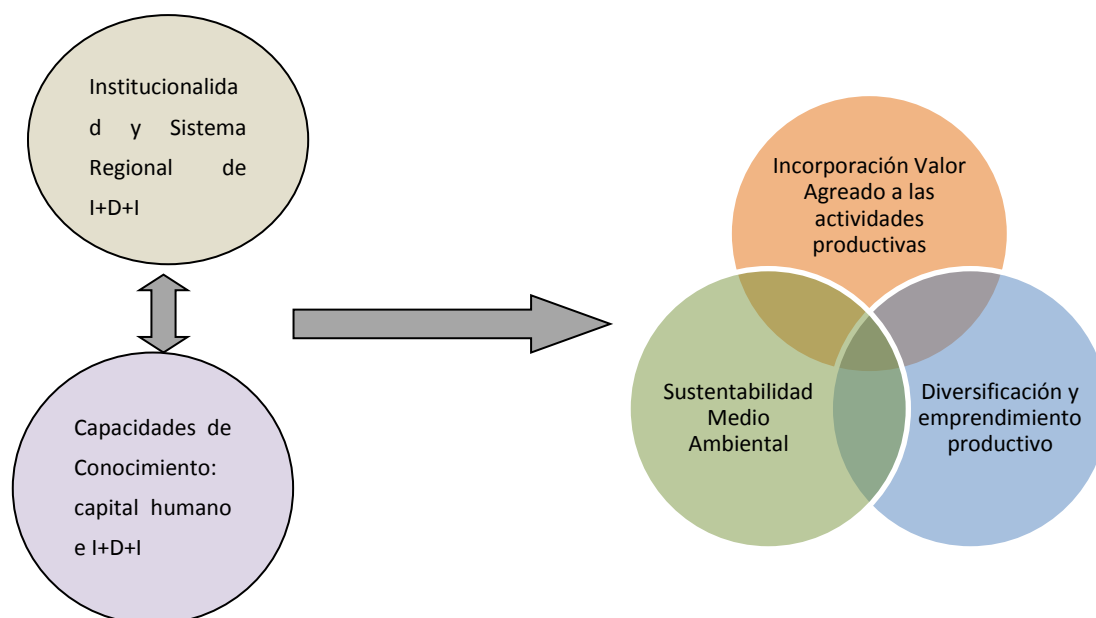 Institucionalida
d y Sistema
Regional de
I+D+I
Capacidades de
Conocimiento:
capital humano
e I+D+I
Incorporación Valor
Agreado a las
actividades
productivas
Sustentabilidad
Medio
Ambiental
Diversificación y
emprendimiento
productivo